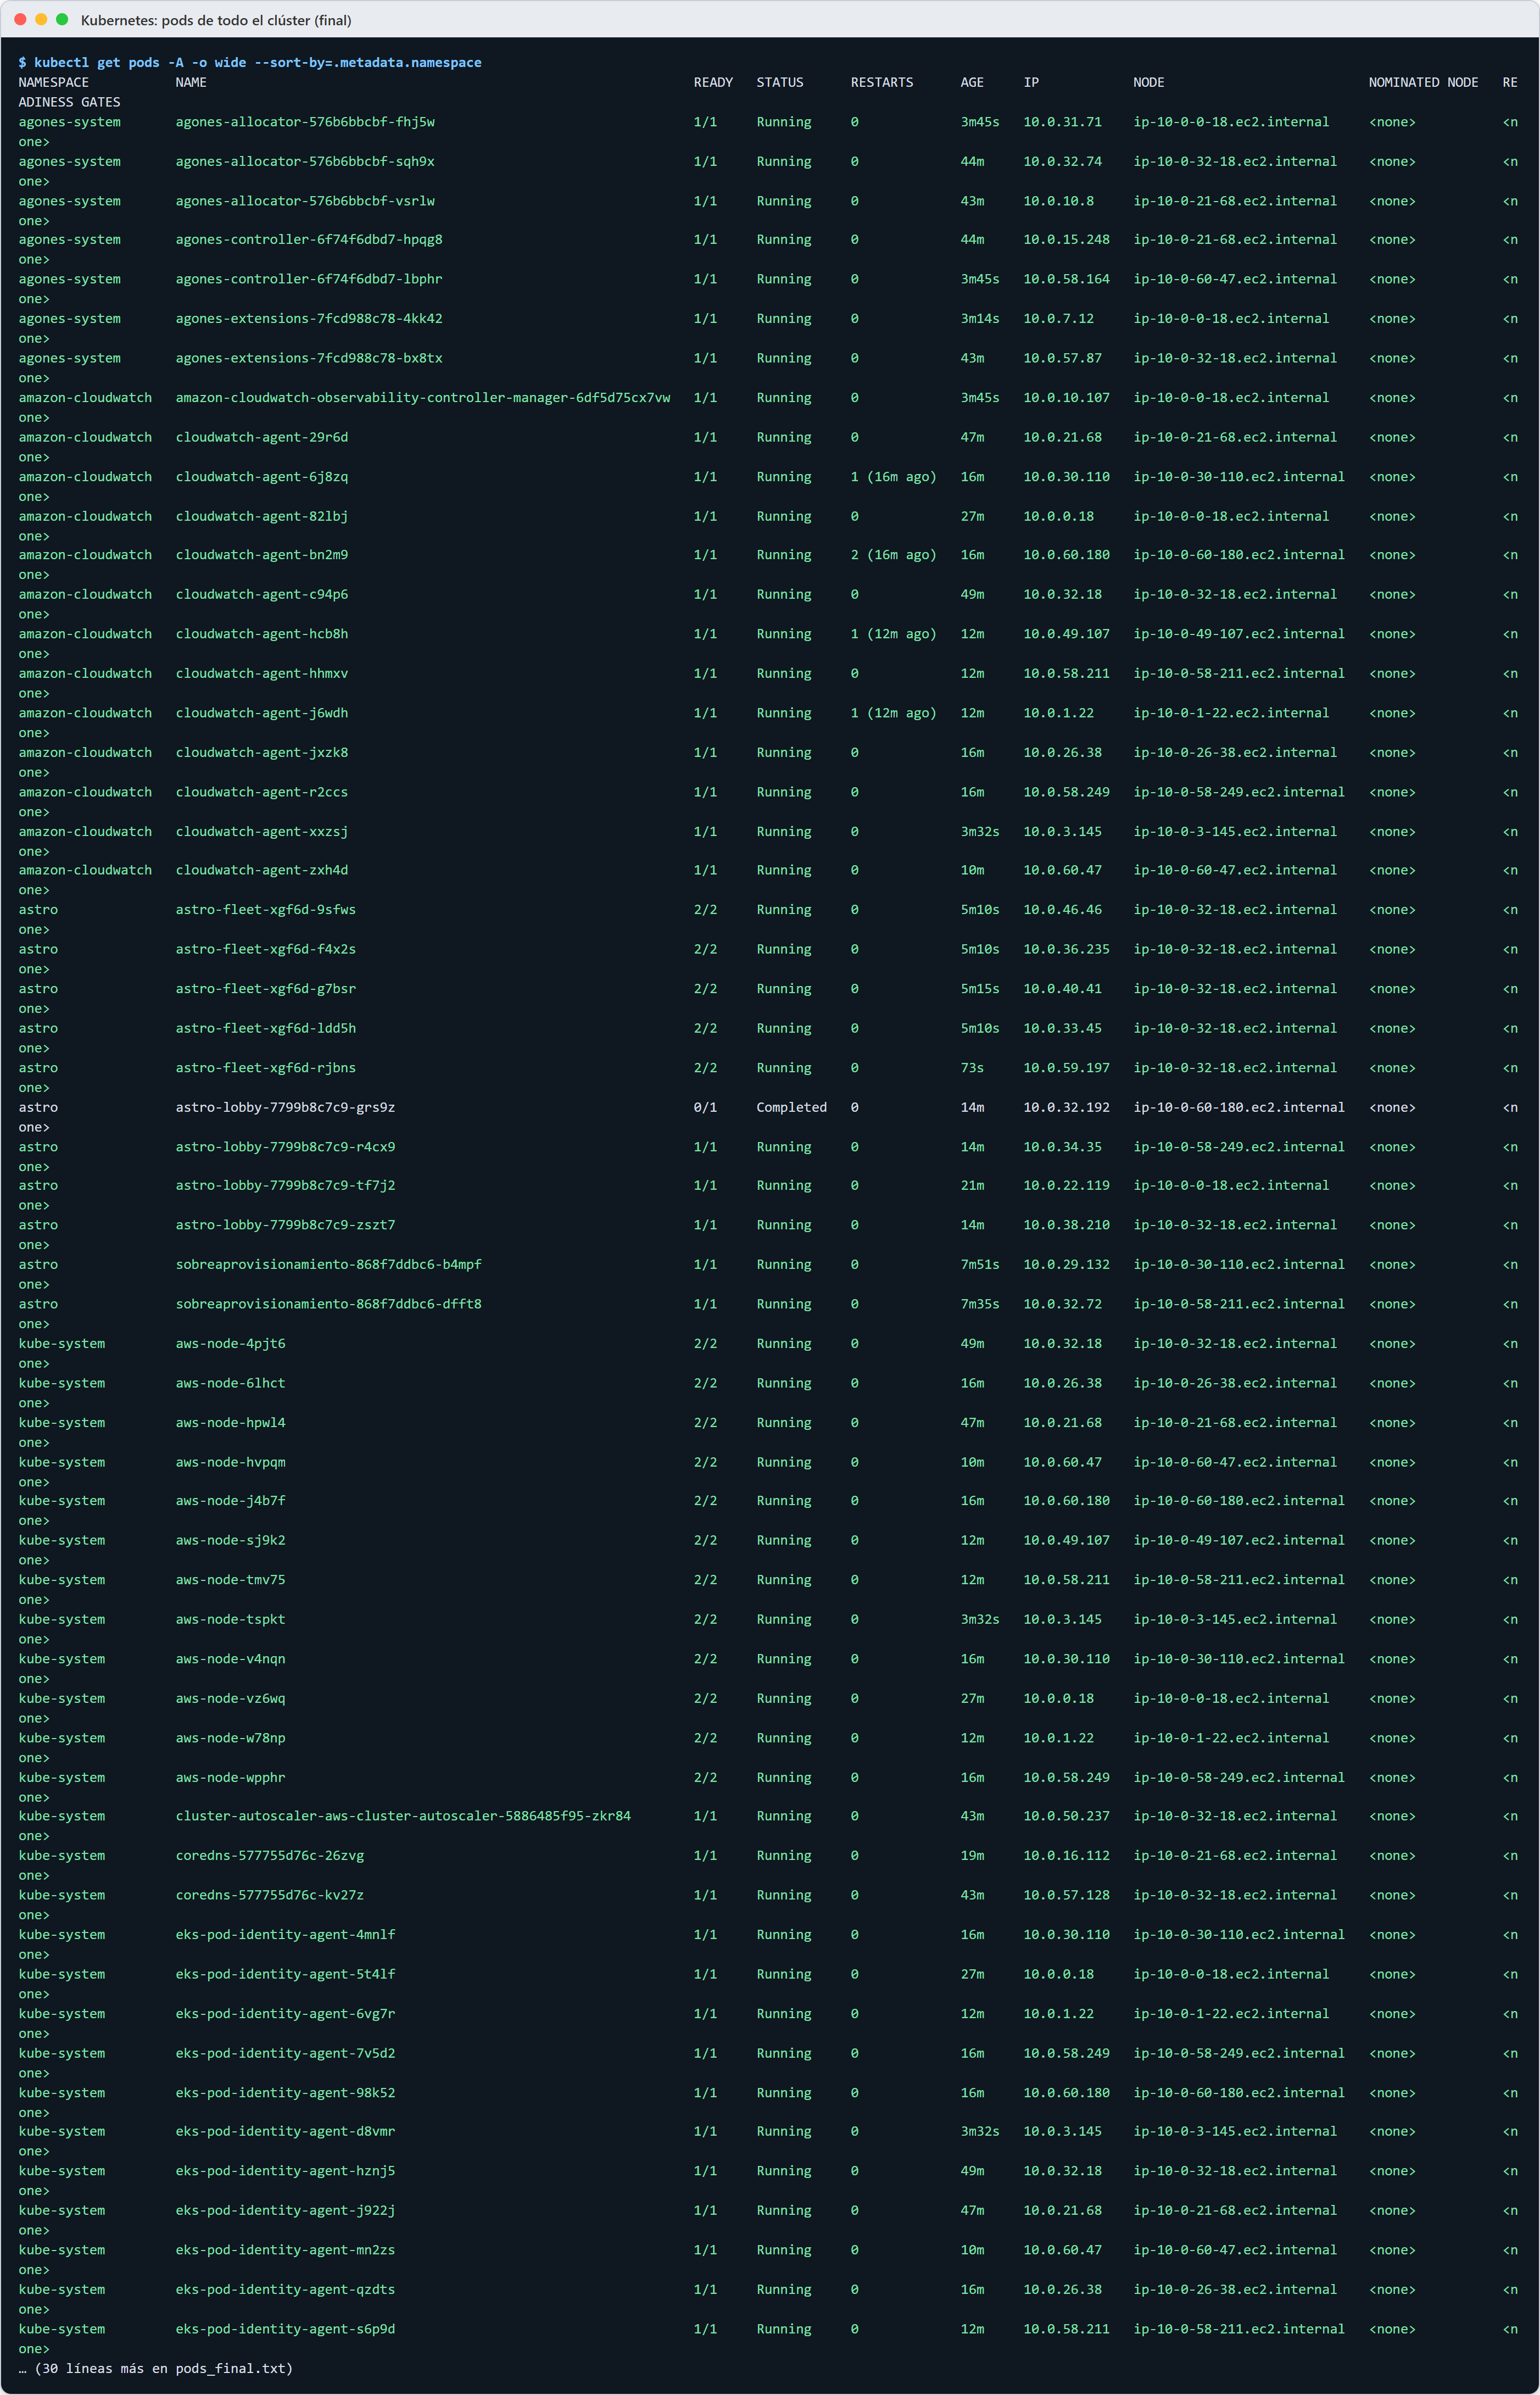 Kubernetes: pods de todo el clúster (final)
$ kubectl get pods -A -o wide --sort-by=.metadata.namespace
NAMESPACE NAME READY STATUS RESTARTS AGE IP NODE NOMINATED NODE RE
ADINESS GATES
agones-system agones-allocator-576b6bbcbf-fhj5w 1/1 Running 0 3m45s 10.0.31.71 ip-10-0-0-18.ec2.internal <none> <n
one>
agones-system agones-allocator-576b6bbcbf-sqh9x 1/1 Running 0 44m 10.0.32.74 ip-10-0-32-18.ec2.internal <none> <n
one>
agones-system agones-allocator-576b6bbcbf-vsrlw 1/1 Running 0 43m 10.0.10.8 ip-10-0-21-68.ec2.internal <none> <n
one>
agones-system agones-controller-6f74f6dbd7-hpqg8 1/1 Running 0 44m 10.0.15.248 ip-10-0-21-68.ec2.internal <none> <n
one>
agones-system agones-controller-6f74f6dbd7-lbphr 1/1 Running 0 3m45s 10.0.58.164 ip-10-0-60-47.ec2.internal <none> <n
one>
agones-system agones-extensions-7fcd988c78-4kk42 1/1 Running 0 3m14s 10.0.7.12 ip-10-0-0-18.ec2.internal <none> <n
one>
agones-system agones-extensions-7fcd988c78-bx8tx 1/1 Running 0 43m 10.0.57.87 ip-10-0-32-18.ec2.internal <none> <n
one>
amazon-cloudwatch amazon-cloudwatch-observability-controller-manager-6df5d75cx7vw 1/1 Running 0 3m45s 10.0.10.107 ip-10-0-0-18.ec2.internal <none> <n
one>
amazon-cloudwatch cloudwatch-agent-29r6d 1/1 Running 0 47m 10.0.21.68 ip-10-0-21-68.ec2.internal <none> <n
one>
amazon-cloudwatch cloudwatch-agent-6j8zq 1/1 Running 1 (16m ago) 16m 10.0.30.110 ip-10-0-30-110.ec2.internal <none> <n
one>
amazon-cloudwatch cloudwatch-agent-82lbj 1/1 Running 0 27m 10.0.0.18 ip-10-0-0-18.ec2.internal <none> <n
one>
amazon-cloudwatch cloudwatch-agent-bn2m9 1/1 Running 2 (16m ago) 16m 10.0.60.180 ip-10-0-60-180.ec2.internal <none> <n
one>
amazon-cloudwatch cloudwatch-agent-c94p6 1/1 Running 0 49m 10.0.32.18 ip-10-0-32-18.ec2.internal <none> <n
one>
amazon-cloudwatch cloudwatch-agent-hcb8h 1/1 Running 1 (12m ago) 12m 10.0.49.107 ip-10-0-49-107.ec2.internal <none> <n
one>
amazon-cloudwatch cloudwatch-agent-hhmxv 1/1 Running 0 12m 10.0.58.211 ip-10-0-58-211.ec2.internal <none> <n
one>
amazon-cloudwatch cloudwatch-agent-j6wdh 1/1 Running 1 (12m ago) 12m 10.0.1.22 ip-10-0-1-22.ec2.internal <none> <n
one>
amazon-cloudwatch cloudwatch-agent-jxzk8 1/1 Running 0 16m 10.0.26.38 ip-10-0-26-38.ec2.internal <none> <n
one>
amazon-cloudwatch cloudwatch-agent-r2ccs 1/1 Running 0 16m 10.0.58.249 ip-10-0-58-249.ec2.internal <none> <n
one>
amazon-cloudwatch cloudwatch-agent-xxzsj 1/1 Running 0 3m32s 10.0.3.145 ip-10-0-3-145.ec2.internal <none> <n
one>
amazon-cloudwatch cloudwatch-agent-zxh4d 1/1 Running 0 10m 10.0.60.47 ip-10-0-60-47.ec2.internal <none> <n
one>
astro astro-fleet-xgf6d-9sfws 2/2 Running 0 5m10s 10.0.46.46 ip-10-0-32-18.ec2.internal <none> <n
one>
astro astro-fleet-xgf6d-f4x2s 2/2 Running 0 5m10s 10.0.36.235 ip-10-0-32-18.ec2.internal <none> <n
one>
astro astro-fleet-xgf6d-g7bsr 2/2 Running 0 5m15s 10.0.40.41 ip-10-0-32-18.ec2.internal <none> <n
one>
astro astro-fleet-xgf6d-ldd5h 2/2 Running 0 5m10s 10.0.33.45 ip-10-0-32-18.ec2.internal <none> <n
one>
astro astro-fleet-xgf6d-rjbns 2/2 Running 0 73s 10.0.59.197 ip-10-0-32-18.ec2.internal <none> <n
one>
astro astro-lobby-7799b8c7c9-grs9z 0/1 Completed 0 14m 10.0.32.192 ip-10-0-60-180.ec2.internal <none> <n
one>
astro astro-lobby-7799b8c7c9-r4cx9 1/1 Running 0 14m 10.0.34.35 ip-10-0-58-249.ec2.internal <none> <n
one>
astro astro-lobby-7799b8c7c9-tf7j2 1/1 Running 0 21m 10.0.22.119 ip-10-0-0-18.ec2.internal <none> <n
one>
astro astro-lobby-7799b8c7c9-zszt7 1/1 Running 0 14m 10.0.38.210 ip-10-0-32-18.ec2.internal <none> <n
one>
astro sobreaprovisionamiento-868f7ddbc6-b4mpf 1/1 Running 0 7m51s 10.0.29.132 ip-10-0-30-110.ec2.internal <none> <n
one>
astro sobreaprovisionamiento-868f7ddbc6-dfft8 1/1 Running 0 7m35s 10.0.32.72 ip-10-0-58-211.ec2.internal <none> <n
one>
kube-system aws-node-4pjt6 2/2 Running 0 49m 10.0.32.18 ip-10-0-32-18.ec2.internal <none> <n
one>
kube-system aws-node-6lhct 2/2 Running 0 16m 10.0.26.38 ip-10-0-26-38.ec2.internal <none> <n
one>
kube-system aws-node-hpwl4 2/2 Running 0 47m 10.0.21.68 ip-10-0-21-68.ec2.internal <none> <n
one>
kube-system aws-node-hvpqm 2/2 Running 0 10m 10.0.60.47 ip-10-0-60-47.ec2.internal <none> <n
one>
kube-system aws-node-j4b7f 2/2 Running 0 16m 10.0.60.180 ip-10-0-60-180.ec2.internal <none> <n
one>
kube-system aws-node-sj9k2 2/2 Running 0 12m 10.0.49.107 ip-10-0-49-107.ec2.internal <none> <n
one>
kube-system aws-node-tmv75 2/2 Running 0 12m 10.0.58.211 ip-10-0-58-211.ec2.internal <none> <n
one>
kube-system aws-node-tspkt 2/2 Running 0 3m32s 10.0.3.145 ip-10-0-3-145.ec2.internal <none> <n
one>
kube-system aws-node-v4nqn 2/2 Running 0 16m 10.0.30.110 ip-10-0-30-110.ec2.internal <none> <n
one>
kube-system aws-node-vz6wq 2/2 Running 0 27m 10.0.0.18 ip-10-0-0-18.ec2.internal <none> <n
one>
kube-system aws-node-w78np 2/2 Running 0 12m 10.0.1.22 ip-10-0-1-22.ec2.internal <none> <n
one>
kube-system aws-node-wpphr 2/2 Running 0 16m 10.0.58.249 ip-10-0-58-249.ec2.internal <none> <n
one>
kube-system cluster-autoscaler-aws-cluster-autoscaler-5886485f95-zkr84 1/1 Running 0 43m 10.0.50.237 ip-10-0-32-18.ec2.internal <none> <n
one>
kube-system coredns-577755d76c-26zvg 1/1 Running 0 19m 10.0.16.112 ip-10-0-21-68.ec2.internal <none> <n
one>
kube-system coredns-577755d76c-kv27z 1/1 Running 0 43m 10.0.57.128 ip-10-0-32-18.ec2.internal <none> <n
one>
kube-system eks-pod-identity-agent-4mnlf 1/1 Running 0 16m 10.0.30.110 ip-10-0-30-110.ec2.internal <none> <n
one>
kube-system eks-pod-identity-agent-5t4lf 1/1 Running 0 27m 10.0.0.18 ip-10-0-0-18.ec2.internal <none> <n
one>
kube-system eks-pod-identity-agent-6vg7r 1/1 Running 0 12m 10.0.1.22 ip-10-0-1-22.ec2.internal <none> <n
one>
kube-system eks-pod-identity-agent-7v5d2 1/1 Running 0 16m 10.0.58.249 ip-10-0-58-249.ec2.internal <none> <n
one>
kube-system eks-pod-identity-agent-98k52 1/1 Running 0 16m 10.0.60.180 ip-10-0-60-180.ec2.internal <none> <n
one>
kube-system eks-pod-identity-agent-d8vmr 1/1 Running 0 3m32s 10.0.3.145 ip-10-0-3-145.ec2.internal <none> <n
one>
kube-system eks-pod-identity-agent-hznj5 1/1 Running 0 49m 10.0.32.18 ip-10-0-32-18.ec2.internal <none> <n
one>
kube-system eks-pod-identity-agent-j922j 1/1 Running 0 47m 10.0.21.68 ip-10-0-21-68.ec2.internal <none> <n
one>
kube-system eks-pod-identity-agent-mn2zs 1/1 Running 0 10m 10.0.60.47 ip-10-0-60-47.ec2.internal <none> <n
one>
kube-system eks-pod-identity-agent-qzdts 1/1 Running 0 16m 10.0.26.38 ip-10-0-26-38.ec2.internal <none> <n
one>
kube-system eks-pod-identity-agent-s6p9d 1/1 Running 0 12m 10.0.58.211 ip-10-0-58-211.ec2.internal <none> <n
one>
… (30 líneas más en pods_final.txt)